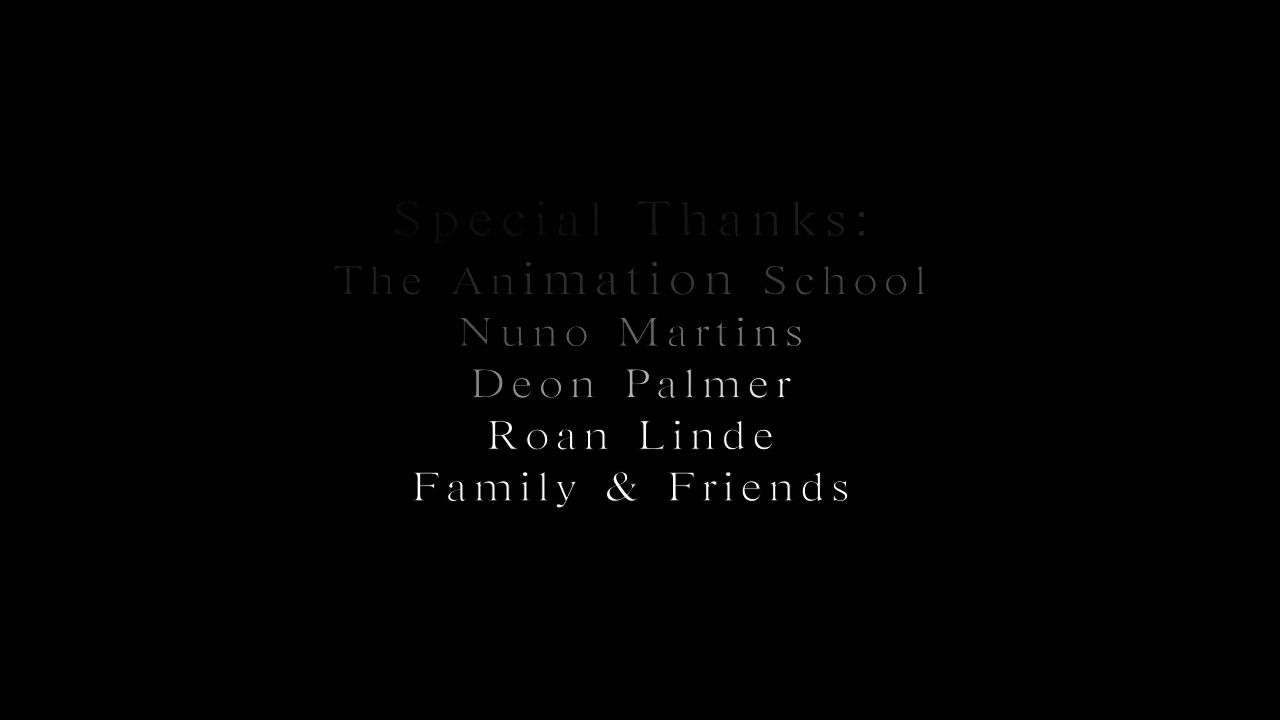 Special Thanks:
The Animation School
Nuno Martins
Deon Palmer
Roan Linde
Family & Friends